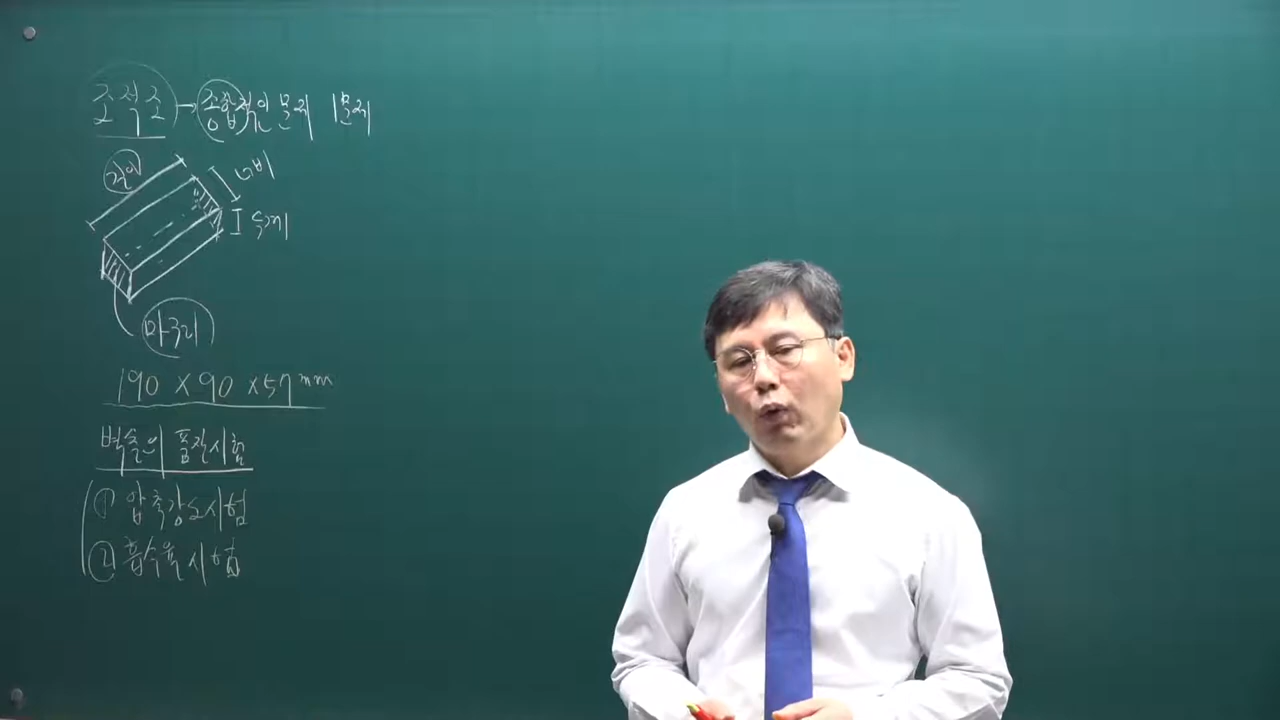 조적조 → 종합적인 문제 1문제
길이
너비
두께
마구리
190 × 90 × 57 mm
벽돌의 품질시험
① 압축강도시험
② 흡수율 시험